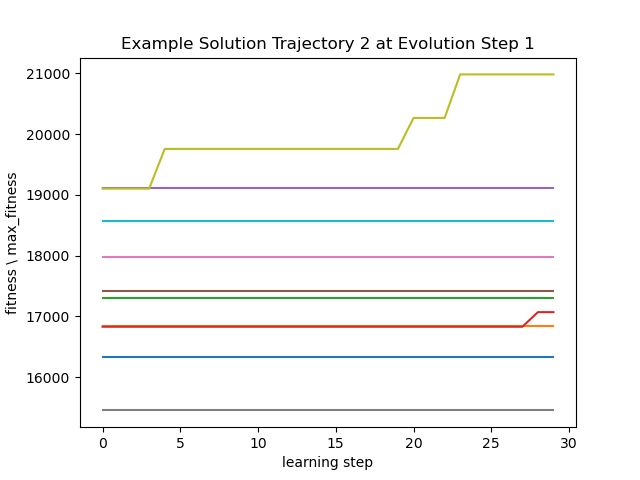 Example Solution Trajectory 2 at Evolution Step 1
fitness \ max_fitness
21000
20000
19000
18000
17000
16000
0 5 10 15 20 25 30
learning step